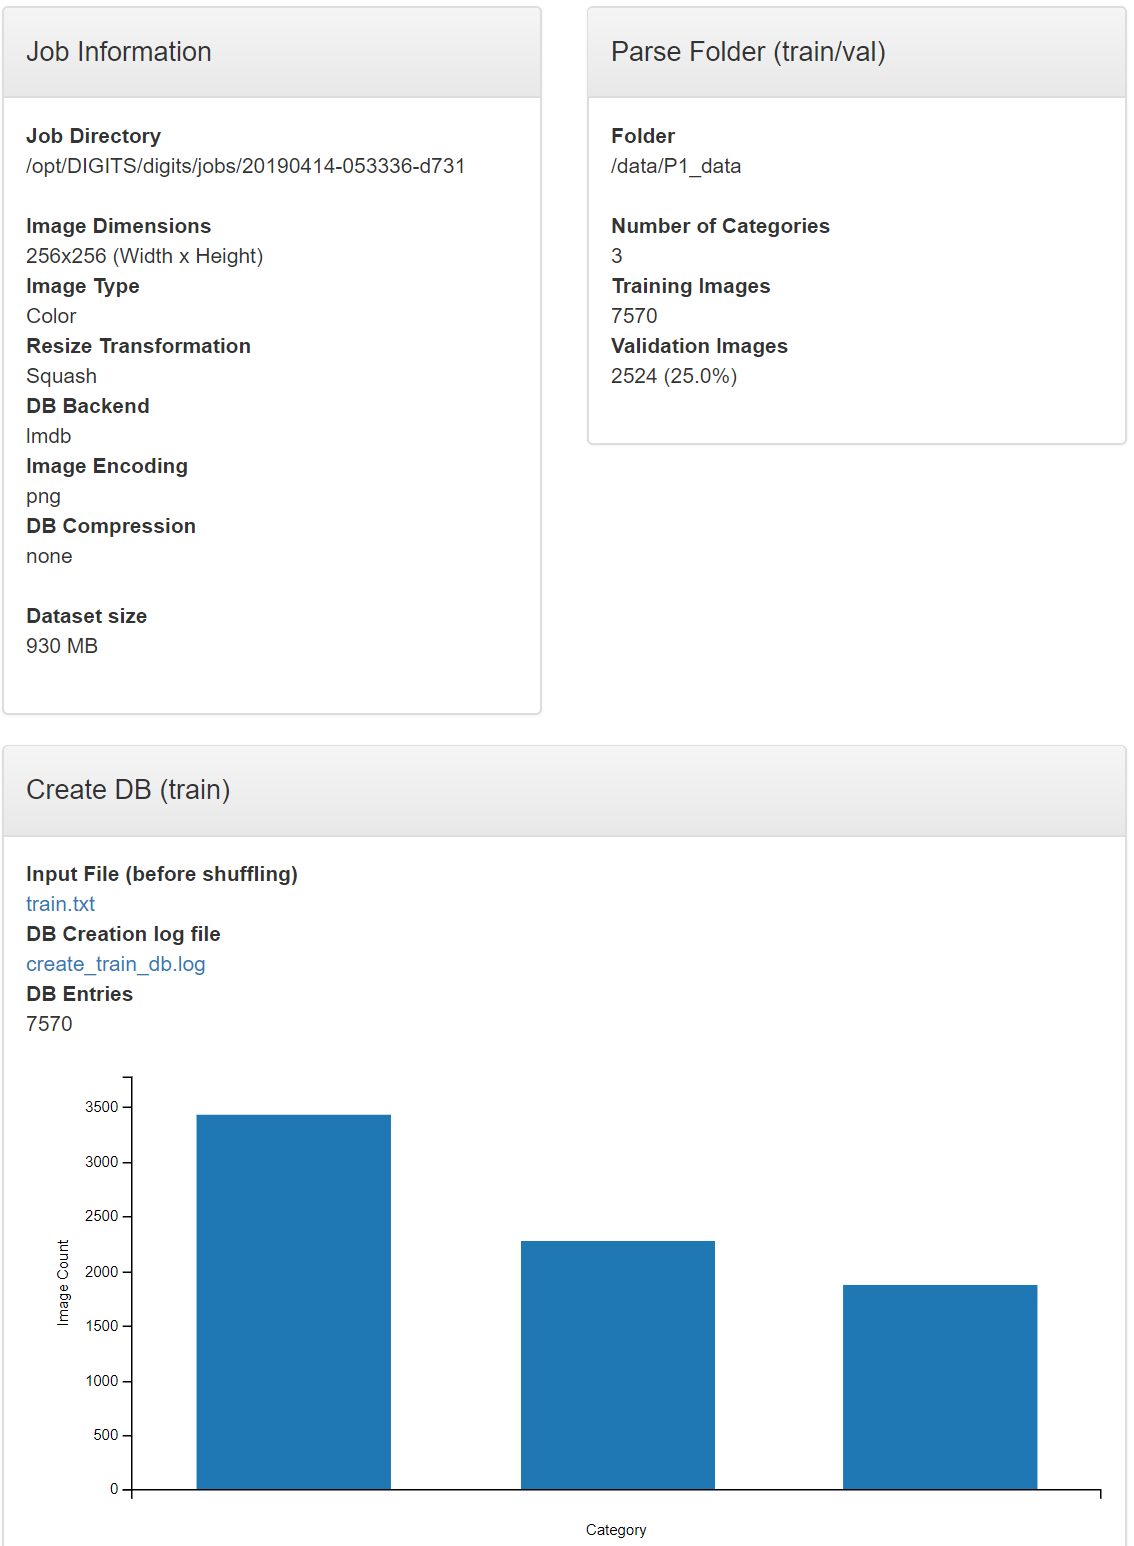 Job Information
Job Directory
/opt/DIGITS/digits/jobs/20190414-053336-d731
Image Dimensions
256x256 (Width x Height)
Image Type
Color
Resize Transformation
Squash
DB Backend
lmdb
Image Encoding
png
DB Compression
none
Dataset size
930 MB
Parse Folder (train/val)
Folder
/data/P1_data
Number of Categories
3
Training Images
7570
Validation Images
2524 (25.0%)
Create DB (train)
Input File (before shuffling)
train.txt
DB Creation log file
create_train_db.log
DB Entries
7570
3500
3000
2500
2000
1500
1000
500
0
Image Count
Category